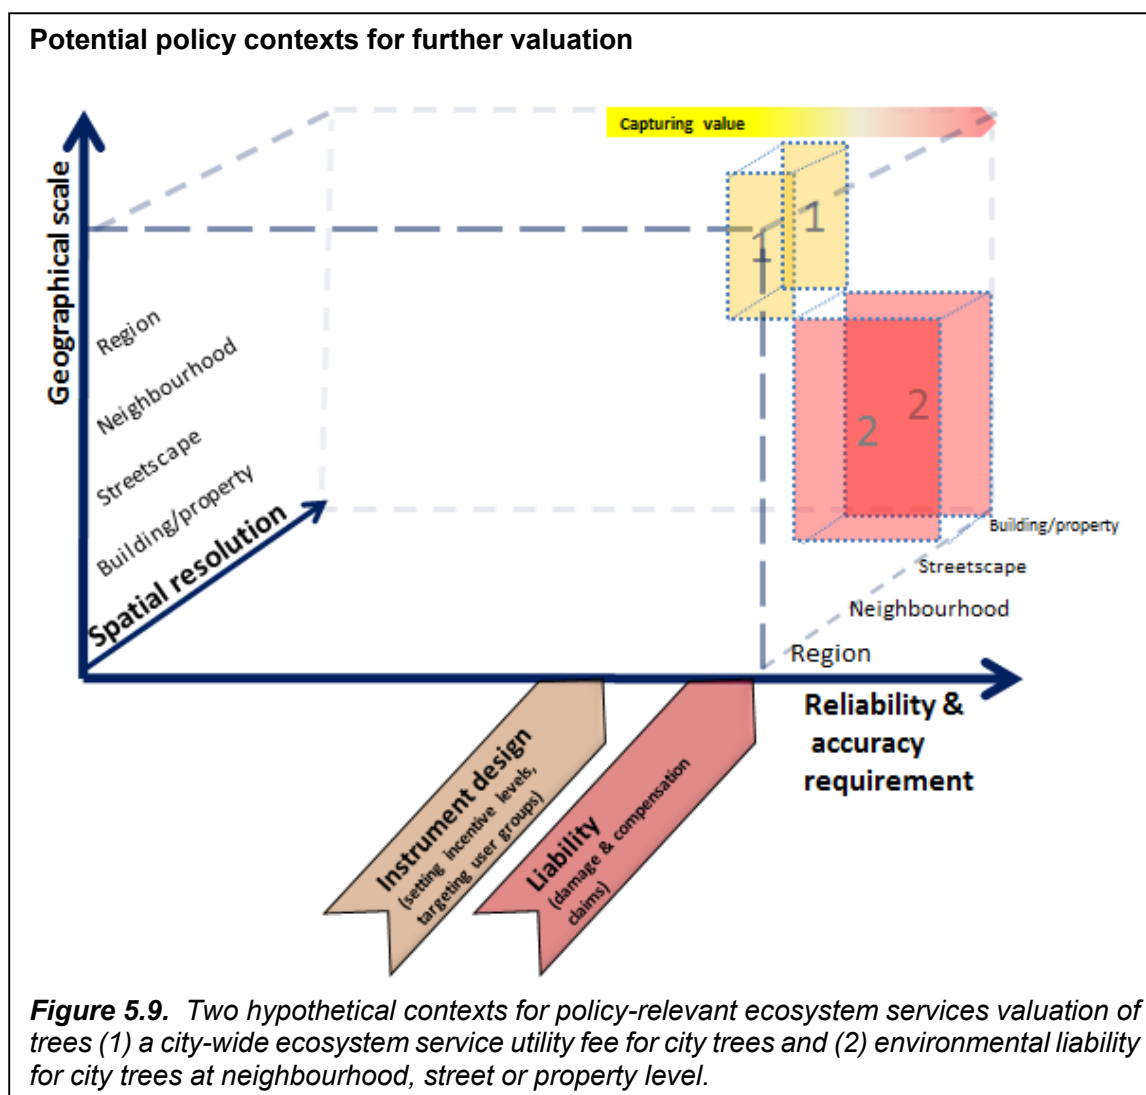 Potential policy contexts for further valuation
Capturing value
Geographical scale
1
1
Region
Neighbourhood
Streetscape
Building/property
Spatial resolution
2
2
Building/property
Streetscape
Neighbourhood
Region
Reliability &
accuracy
requirement
Instrument design
(setting incentive levels,
targeting user groups)
Liability
(damage & compensation
claims)
Figure 5.9. Two hypothetical contexts for policy-relevant ecosystem services valuation of
trees (1) a city-wide ecosystem service utility fee for city trees and (2) environmental liability
for city trees at neighbourhood, street or property level.